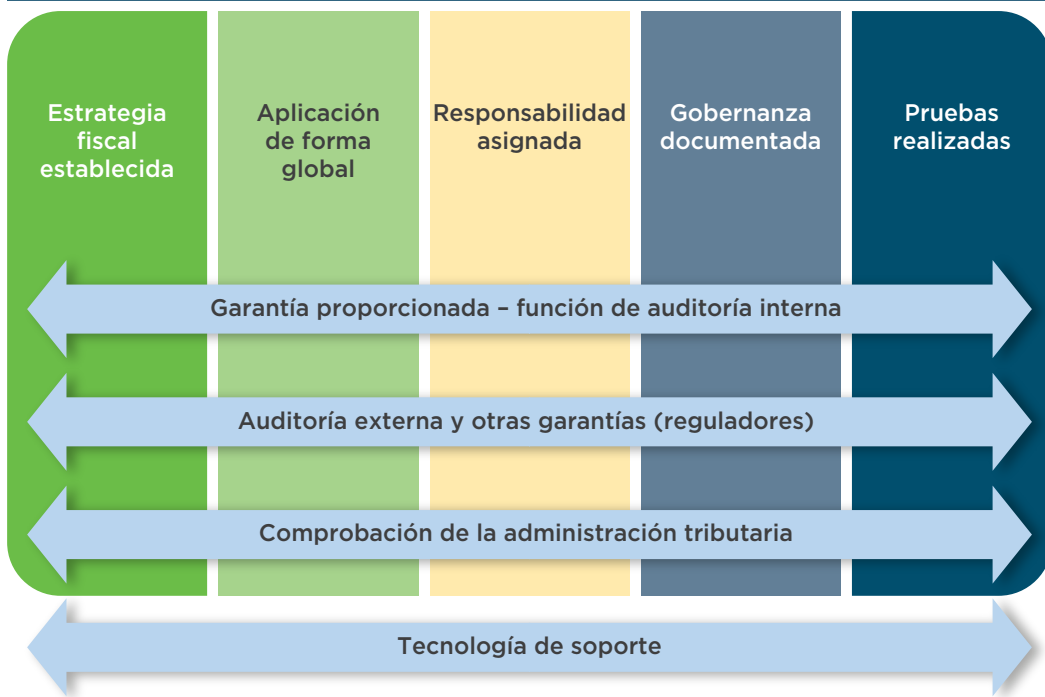 Estrategia
fiscal
establecida
Aplicación
de forma
global
Responsabilidad
asignada
Gobernanza
documentada
Pruebas
realizadas
Garantía proporcionada – función de auditoría interna
Auditoría externa y otras garantías (reguladores)
Comprobación de la administración tributaria
Tecnología de soporte